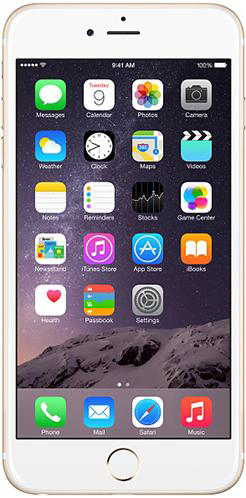 9:41 AM 100%
Tuesday
9
Messages Calendar Photos Camera
280
Weather Clock Maps Videos
Notes Reminders Stocks Game Center
Newsstand iTunes Store App Store iBooks
Health Passbook Settings
Phone Mail Safari Music